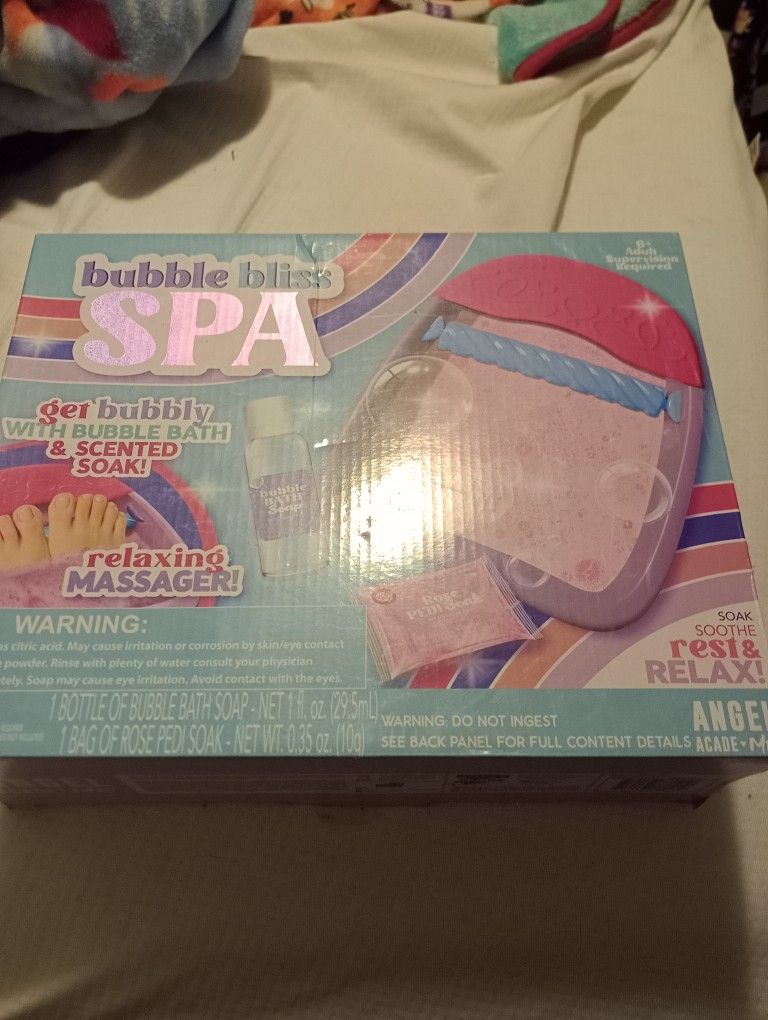 bubble bliss
SPA
6+
Adult
Supervision
Required
get bubbly
WITH BUBBLE BATH
& SCENTED
SOAK!
bubble
BATH
Soap
relaxing
MASSAGER!
Rose
PEDI Soak
WARNING:
citric acid. May cause irritation or corrosion by skin/eye contact
powder. Rinse with plenty of water consult your physician
Soap may cause eye irritation. Avoid contact with the eyes.
SOAK
SOOTHE
rest &
RELAX!
1 BOTTLE OF BUBBLE BATH SOAP - NET 1 fl. oz. (29.5mL)
1 BAG OF ROSE PEDI SOAK - NET WT. 0.35 oz. (10g)
WARNING: DO NOT INGEST
SEE BACK PANEL FOR FULL CONTENT DETAILS
ANGEL
ACADE